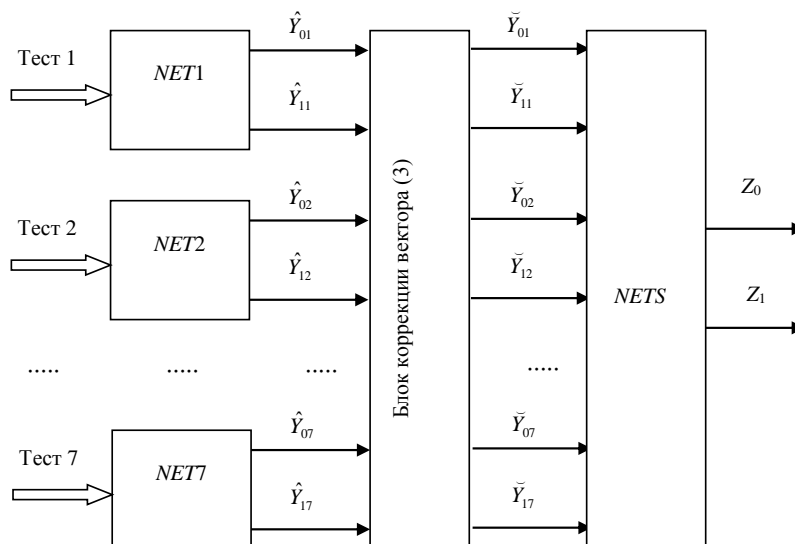 Тест 1
NET1
Ŷ₀₁
Ŷ₁₁
Y̆₀₁
Y̆₁₁
Тест 2
NET2
Ŷ₀₂
Ŷ₁₂
Блок коррекции вектора (3)
Y̆₀₂
Y̆₁₂
NETS
Z₀
Z₁
..... ..... ..... .....
Тест 7
NET7
Ŷ₀₇
Ŷ₁₇
Y̆₀₇
Y̆₁₇